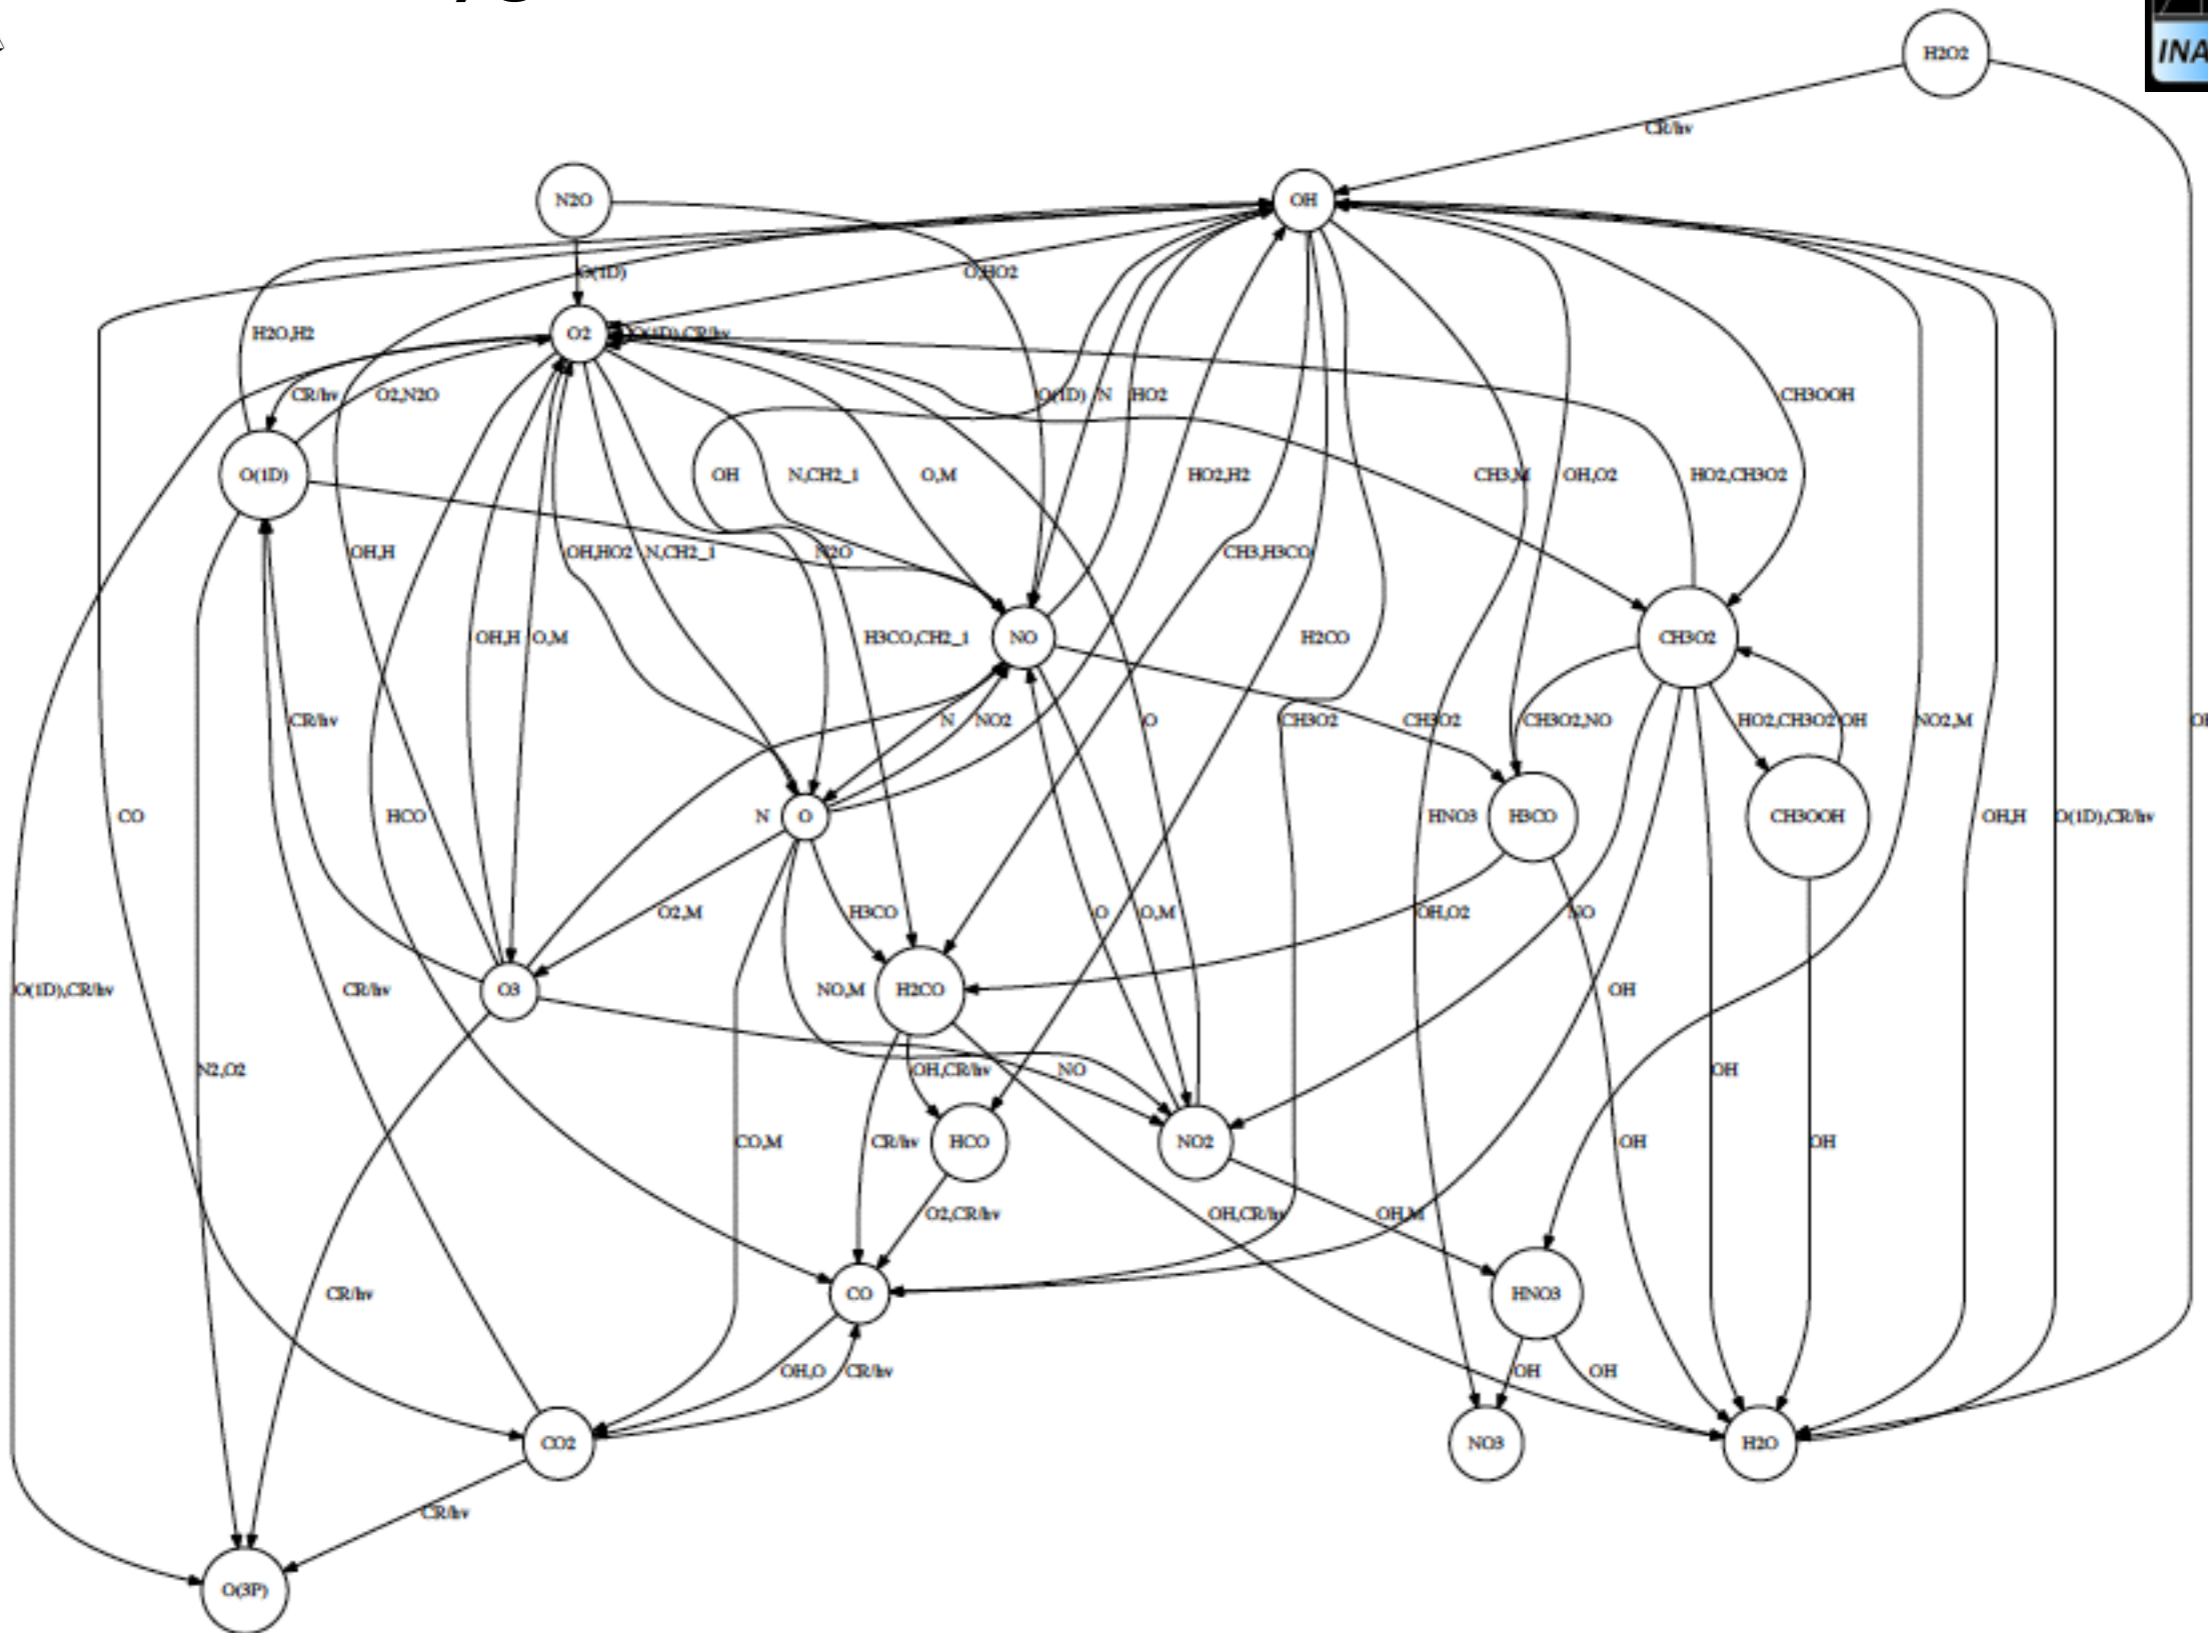 H2O2
INA
CR/hv
N2O
OH
O(1D)
O,HO2
H2O,H2
O2
O(1D),CR/hv
CR/hv
O2,N2O
O(1D)
N
HO2
CH3OOH
O(1D)
OH
N,CH2_1
O,M
HO2,H2
CH3,M
OH,O2
HO2,CH3O2
OH,H
OH,HO2
N,CH2_1
N2O
CH3,H3CO
OH,H
O,M
H3CO,CH2_1
NO
H2CO
CH3O2
CR/hv
N
NO2
O
CH3O2
CH3O2
CH3O2,NO
HO2,CH3O2
OH
NO2,M
CO
HCO
N
O
HNO3
H3CO
CH3OOH
OH,H
O(1D),CR/hv
O2,M
H3CO
O
O,M
OH,O2
NO
O(1D),CR/hv
CR/hv
O3
NO,M
H2CO
OH
N2,O2
OH,CR/hv
NO
OH
CO,M
CR/hv
HCO
NO2
OH
OH
O2,CR/hv
OH,CR/hv
OH,M
CR/hv
CO
HNO3
OH,O
CR/hv
OH
OH
CO2
NO3
H2O
CR/hv
O(3P)